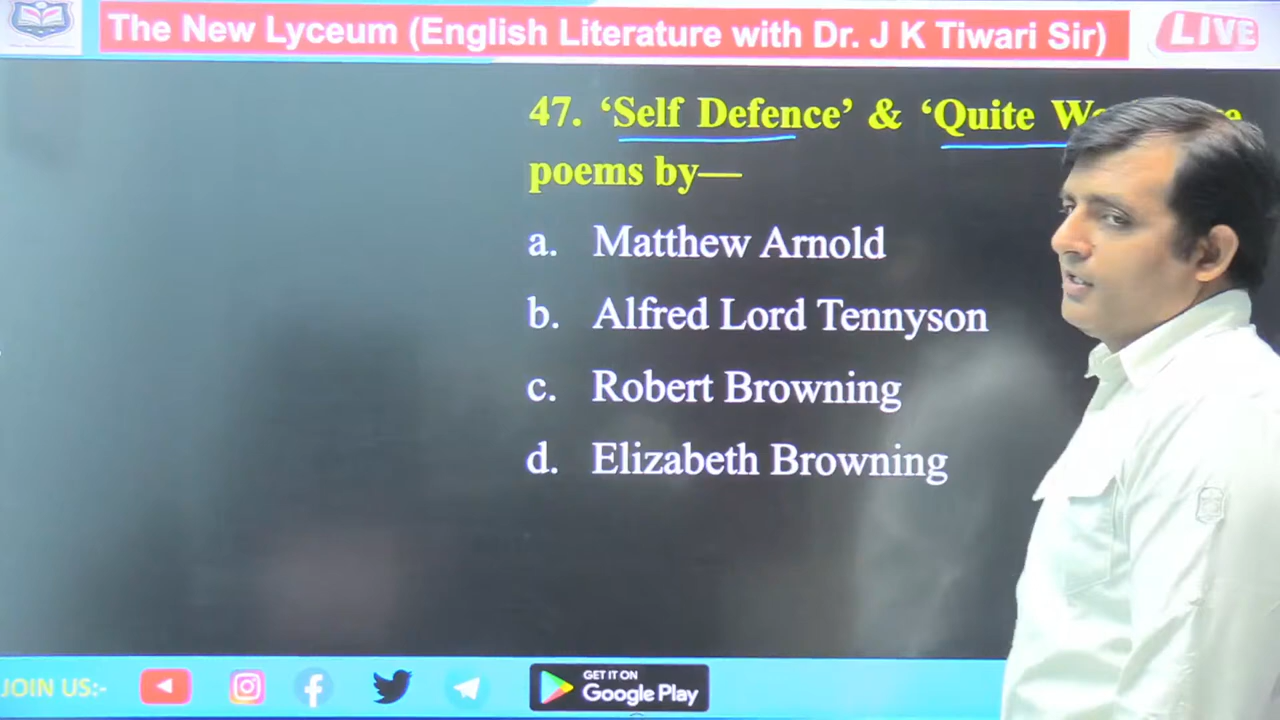 The New Lyceum (English Literature with Dr. J K Tiwari Sir)
LIVE
47. ‘Self Defence’ & ‘Quite
poems by—
a. Matthew Arnold
b. Alfred Lord Tennyson
c. Robert Browning
d. Elizabeth Browning
JOIN US:-
GET IT ON
Google Play